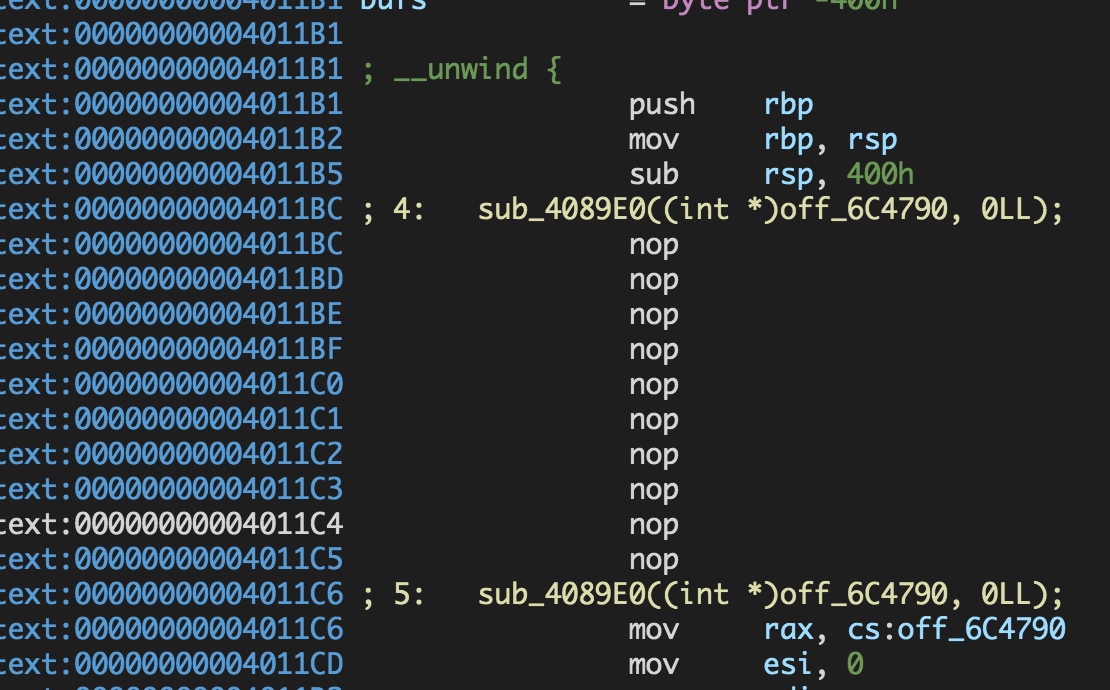 text:00000000004011B1 bufs = byte ptr -400h
text:00000000004011B1
text:00000000004011B1 ; __unwind {
text:00000000004011B1 push rbp
text:00000000004011B2 mov rbp, rsp
text:00000000004011B5 sub rsp, 400h
text:00000000004011BC ; 4: sub_4089E0((int *)off_6C4790, 0LL);
text:00000000004011BC nop
text:00000000004011BD nop
text:00000000004011BE nop
text:00000000004011BF nop
text:00000000004011C0 nop
text:00000000004011C1 nop
text:00000000004011C2 nop
text:00000000004011C3 nop
text:00000000004011C4 nop
text:00000000004011C5 nop
text:00000000004011C6 ; 5: sub_4089E0((int *)off_6C4790, 0LL);
text:00000000004011C6 mov rax, cs:off_6C4790
text:00000000004011CD mov esi, 0